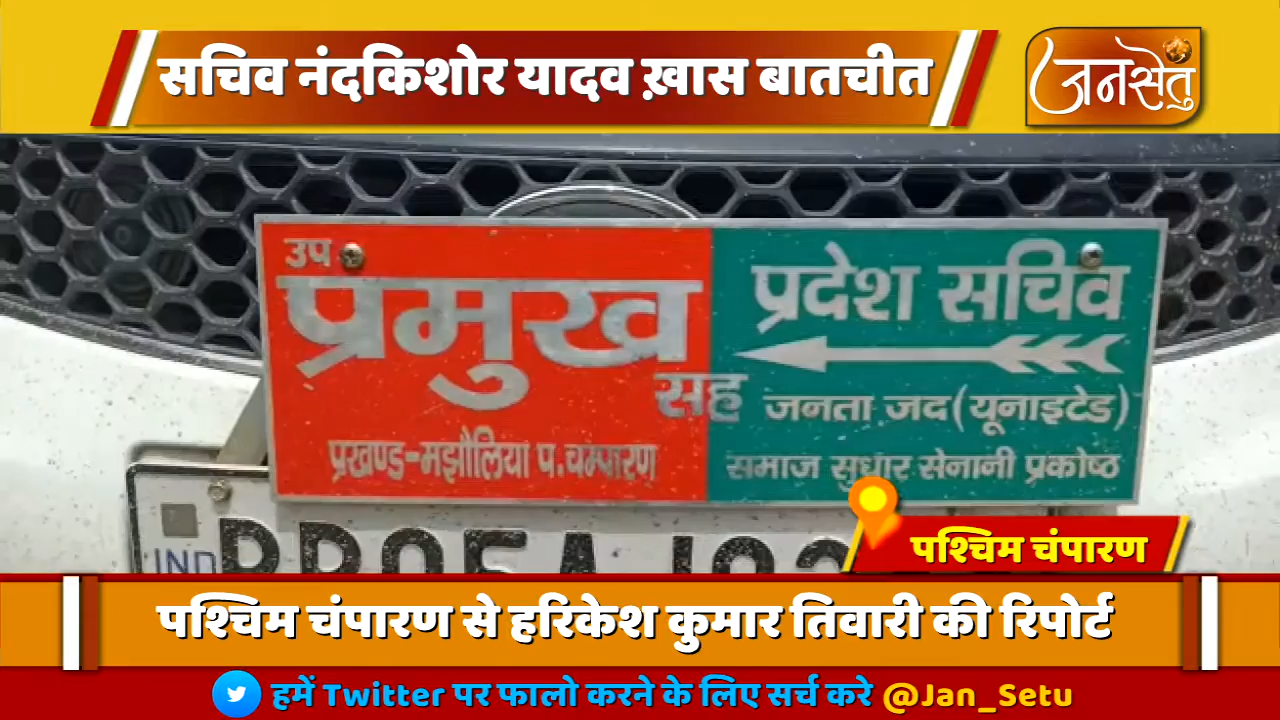 सचिव नंदकिशोर यादव ख़ास बातचीत
जनसेतु
उप
प्रमुख
सह
प्रखण्ड-मझौलिया प.चम्पारण
प्रदेश सचिव
जनता जद (यूनाइटेड)
समाज सुधार सेनानी प्रकोष्ठ
IND
पश्चिम चंपारण
पश्चिम चंपारण से हरिकेश कुमार तिवारी की रिपोर्ट
हमें Twitter पर फालो करने के लिए सर्च करे @Jan_Setu